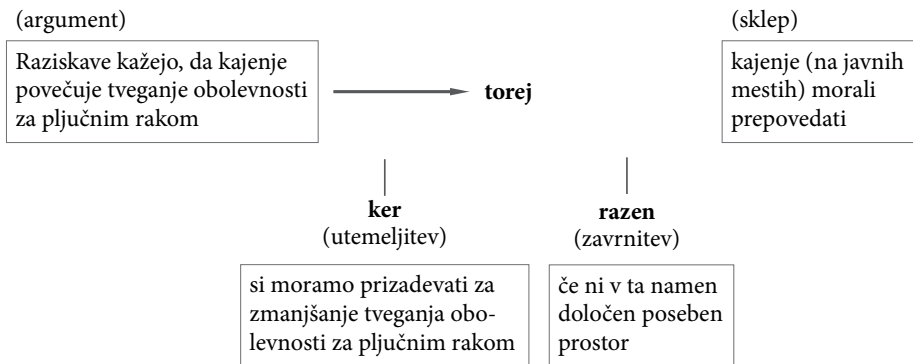 (argument)
Raziskave kažejo, da kajenje
povečuje tveganje obolevnosti
za pljučnim rakom
torej
(sklep)
kajenje (na javnih
mestih) morali
prepovedati
ker
(utemeljitev)
si moramo prizadevati za
zmanjšanje tveganja obo-
levnosti za pljučnim rakom
razen
(zavrnitev)
če ni v ta namen
določen poseben
prostor